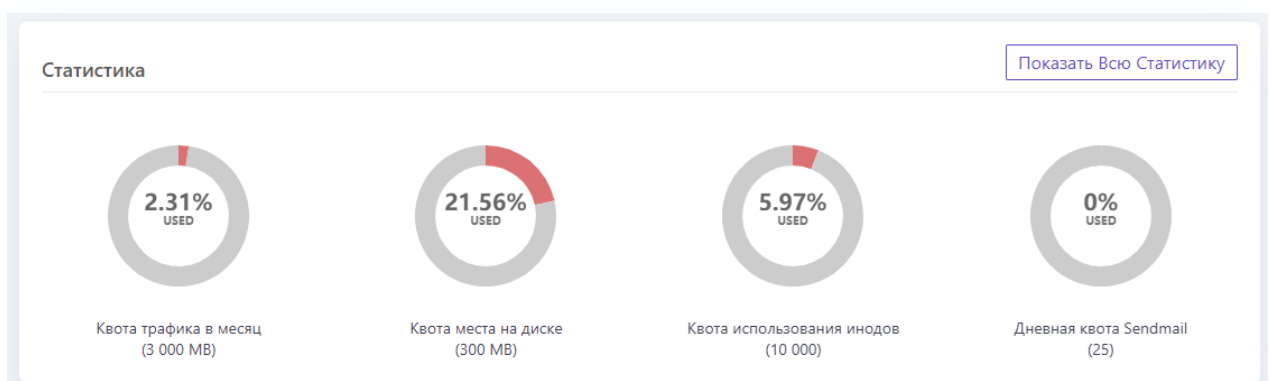 Статистика
Показать Всю Статистику
2.31%
USED
21.56%
USED
5.97%
USED
0%
USED
Квота трафика в месяц
(3 000 MB)
Квота места на диске
(300 MB)
Квота использования инодов
(10 000)
Дневная квота Sendmail
(25)